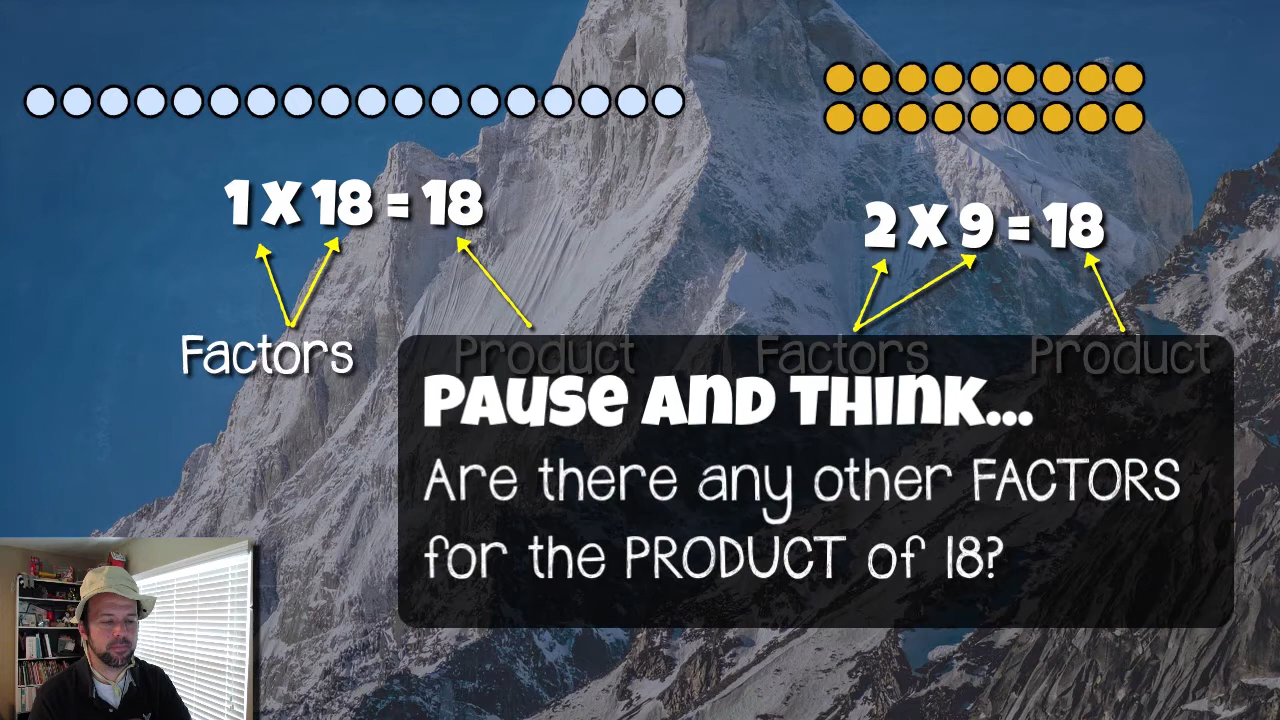 1 X 18 = 18
2 X 9 = 18
Factors
Product
Factors
Product
PAUSE AND THINK...
Are there any other FACTORS
for the PRODUCT of 18?